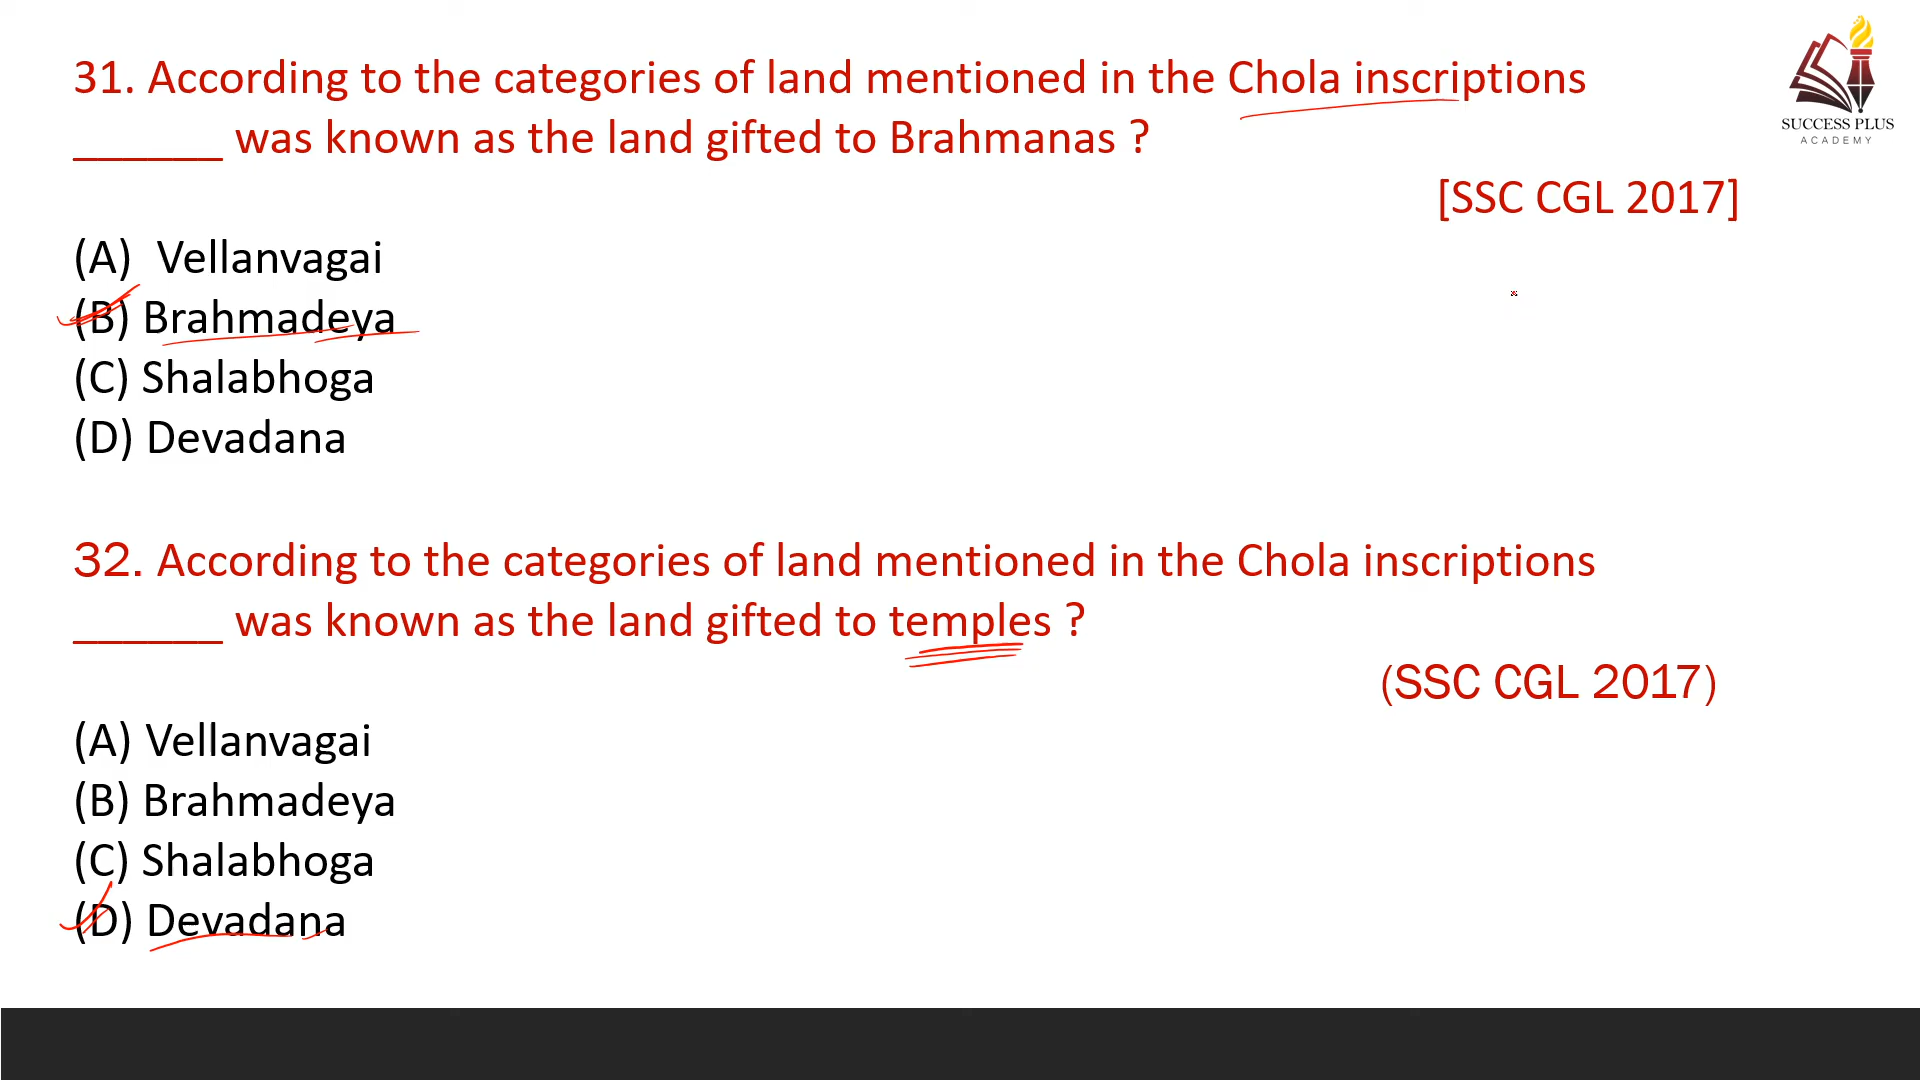 31. According to the categories of land mentioned in the Chola inscriptions
______ was known as the land gifted to Brahmanas ?
[SSC CGL 2017]
(A) Vellanvagai
(B) Brahmadeya
(C) Shalabhoga
(D) Devadana
32. According to the categories of land mentioned in the Chola inscriptions
______ was known as the land gifted to temples ?
(SSC CGL 2017)
(A) Vellanvagai
(B) Brahmadeya
(C) Shalabhoga
(D) Devadana
SUCCESS PLUS
ACADEMY